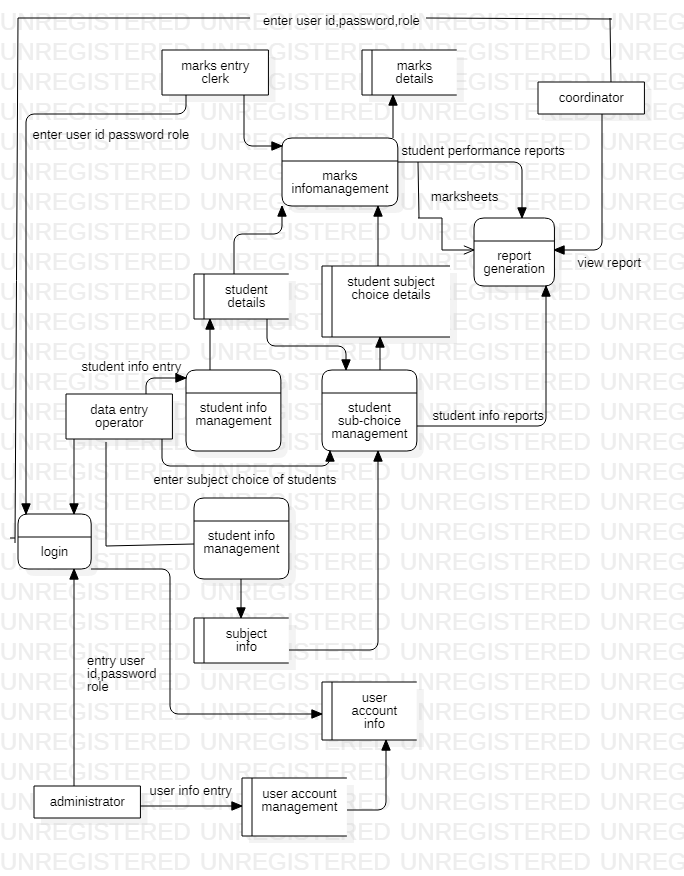 enter user id,password,role
marks entry
clerk
marks
details
coordinator
enter user id password role
student performance reports
marks
infomanagement
marksheets
report
generation
view report
student
details
student subject
choice details
student info entry
data entry
operator
student info
management
student
sub-choice
management
student info reports
enter subject choice of students
login
student info
management
subject
info
entry user
id,password
role
user
account
info
administrator
user info entry
user account
management
UNREGISTERED